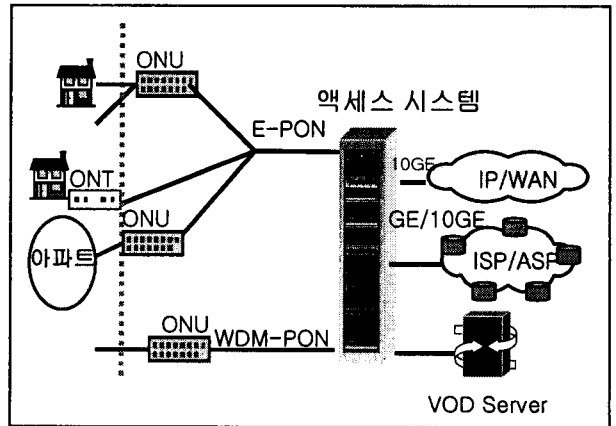 ONU
액세스 시스템
E-PON
10GE
IP/WAN
ONT
ONU
GE/10GE
아파트
ISP/ASP
ONU
WDM-PON
VOD Server